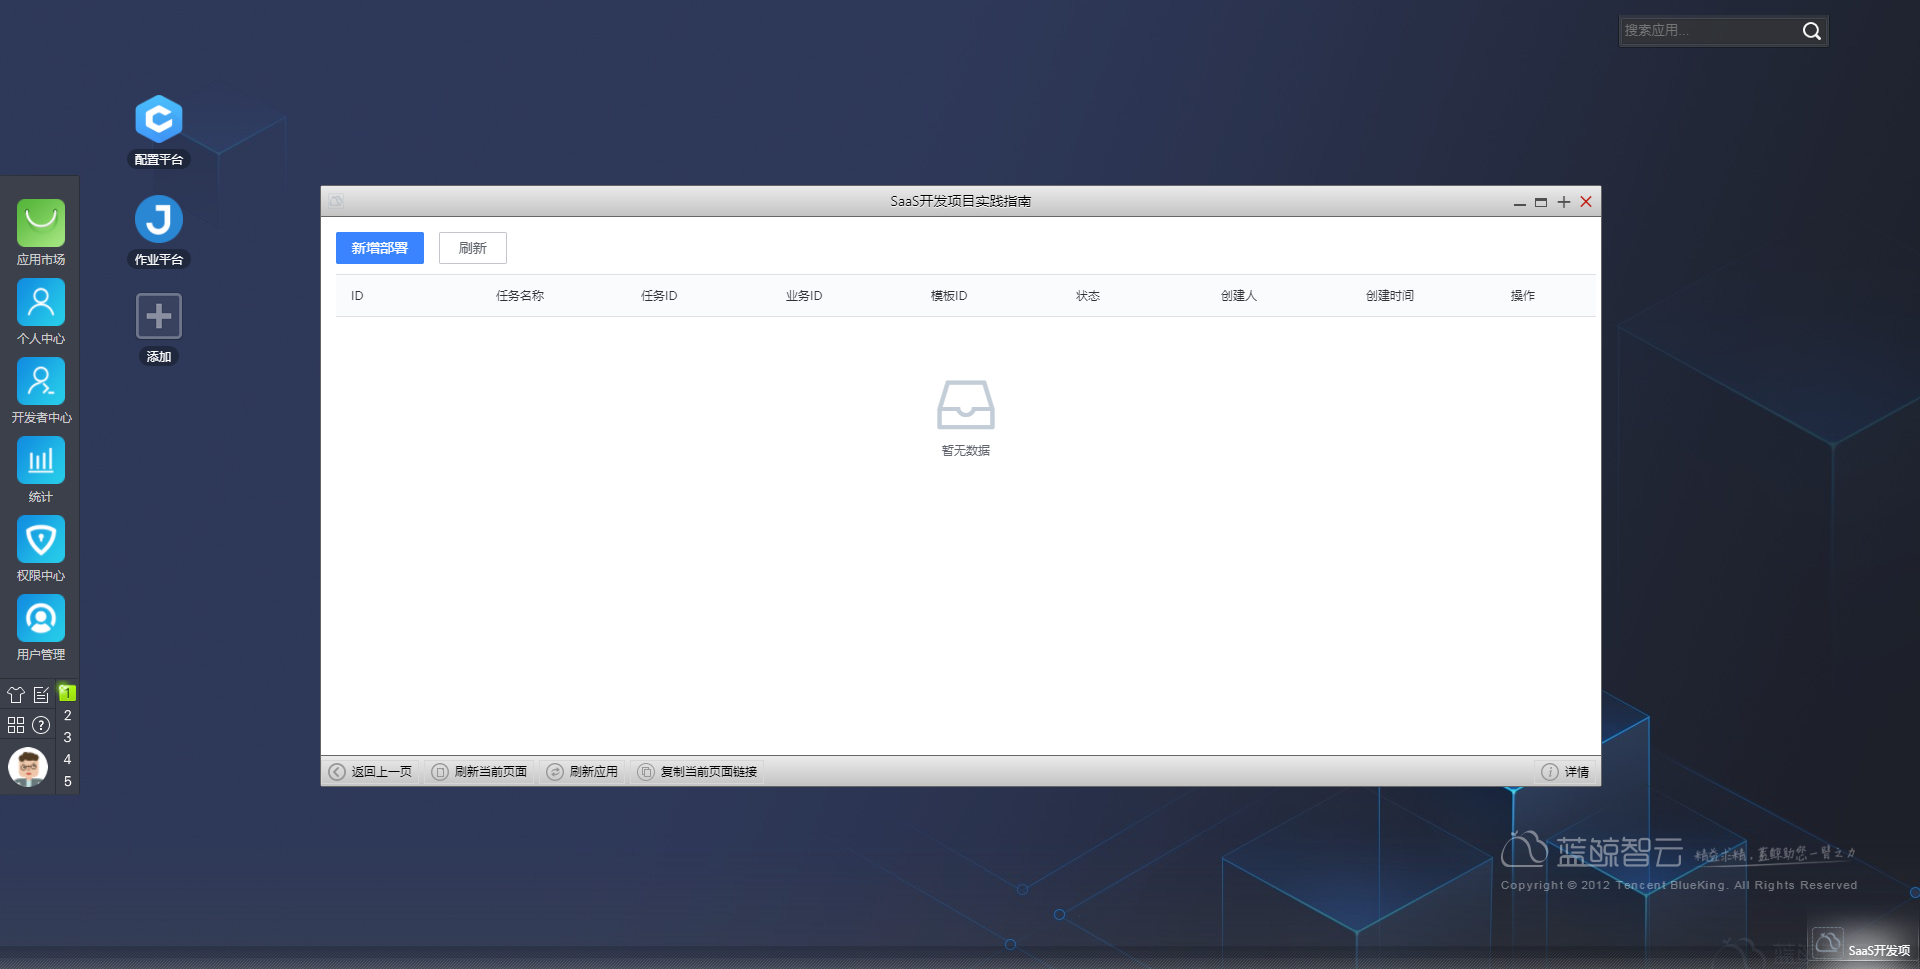 搜索应用...
配置平台
作业平台
添加
应用市场
个人中心
开发者中心
统计
权限中心
用户管理
1
2
3
4
5
SaaS开发项目实践指南
新增部署 刷新
ID 任务名称 任务ID 业务ID 模板ID 状态 创建人 创建时间 操作
暂无数据
返回上一页 刷新当前页面 刷新应用 复制当前页面链接 详情
蓝鲸智云 精益求精，蓝鲸助您一臂之力
Copyright © 2012 Tencent BlueKing. All Rights Reserved
SaaS开发项